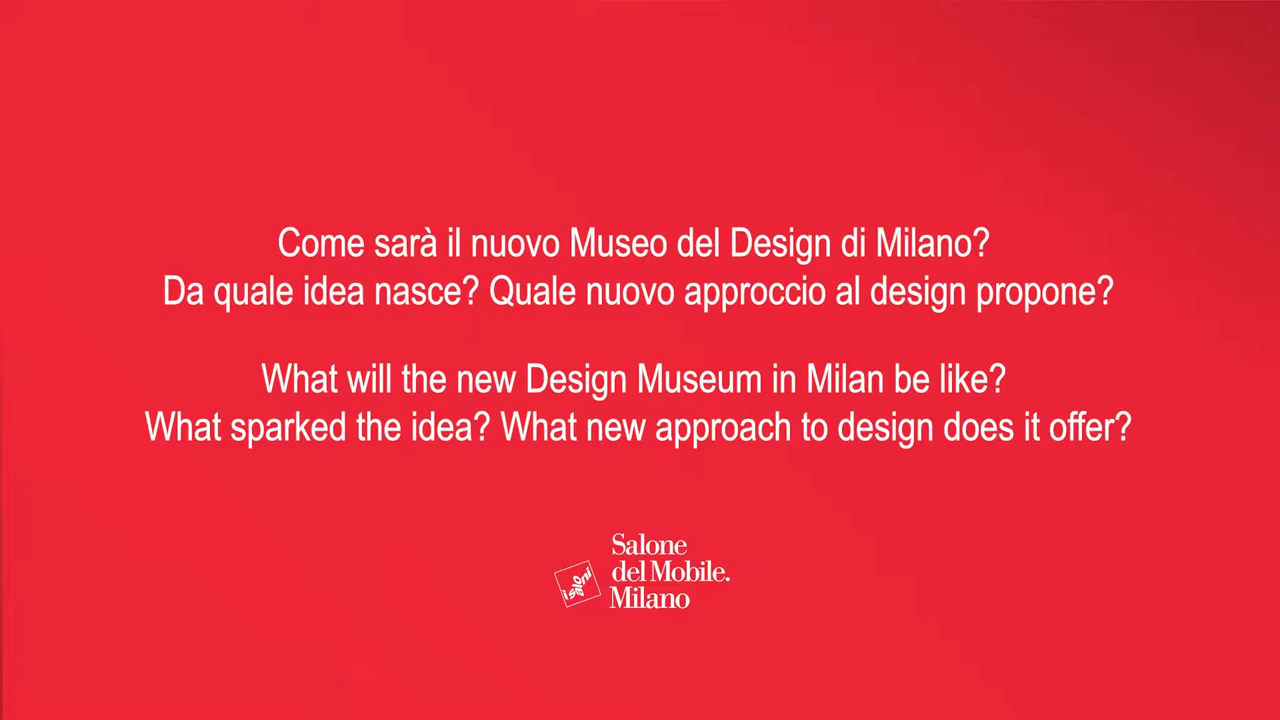 Come sarà il nuovo Museo del Design di Milano?
Da quale idea nasce? Quale nuovo approccio al design propone?
What will the new Design Museum in Milan be like?
What sparked the idea? What new approach to design does it offer?
Salone
del Mobile.
Milano
i saloni